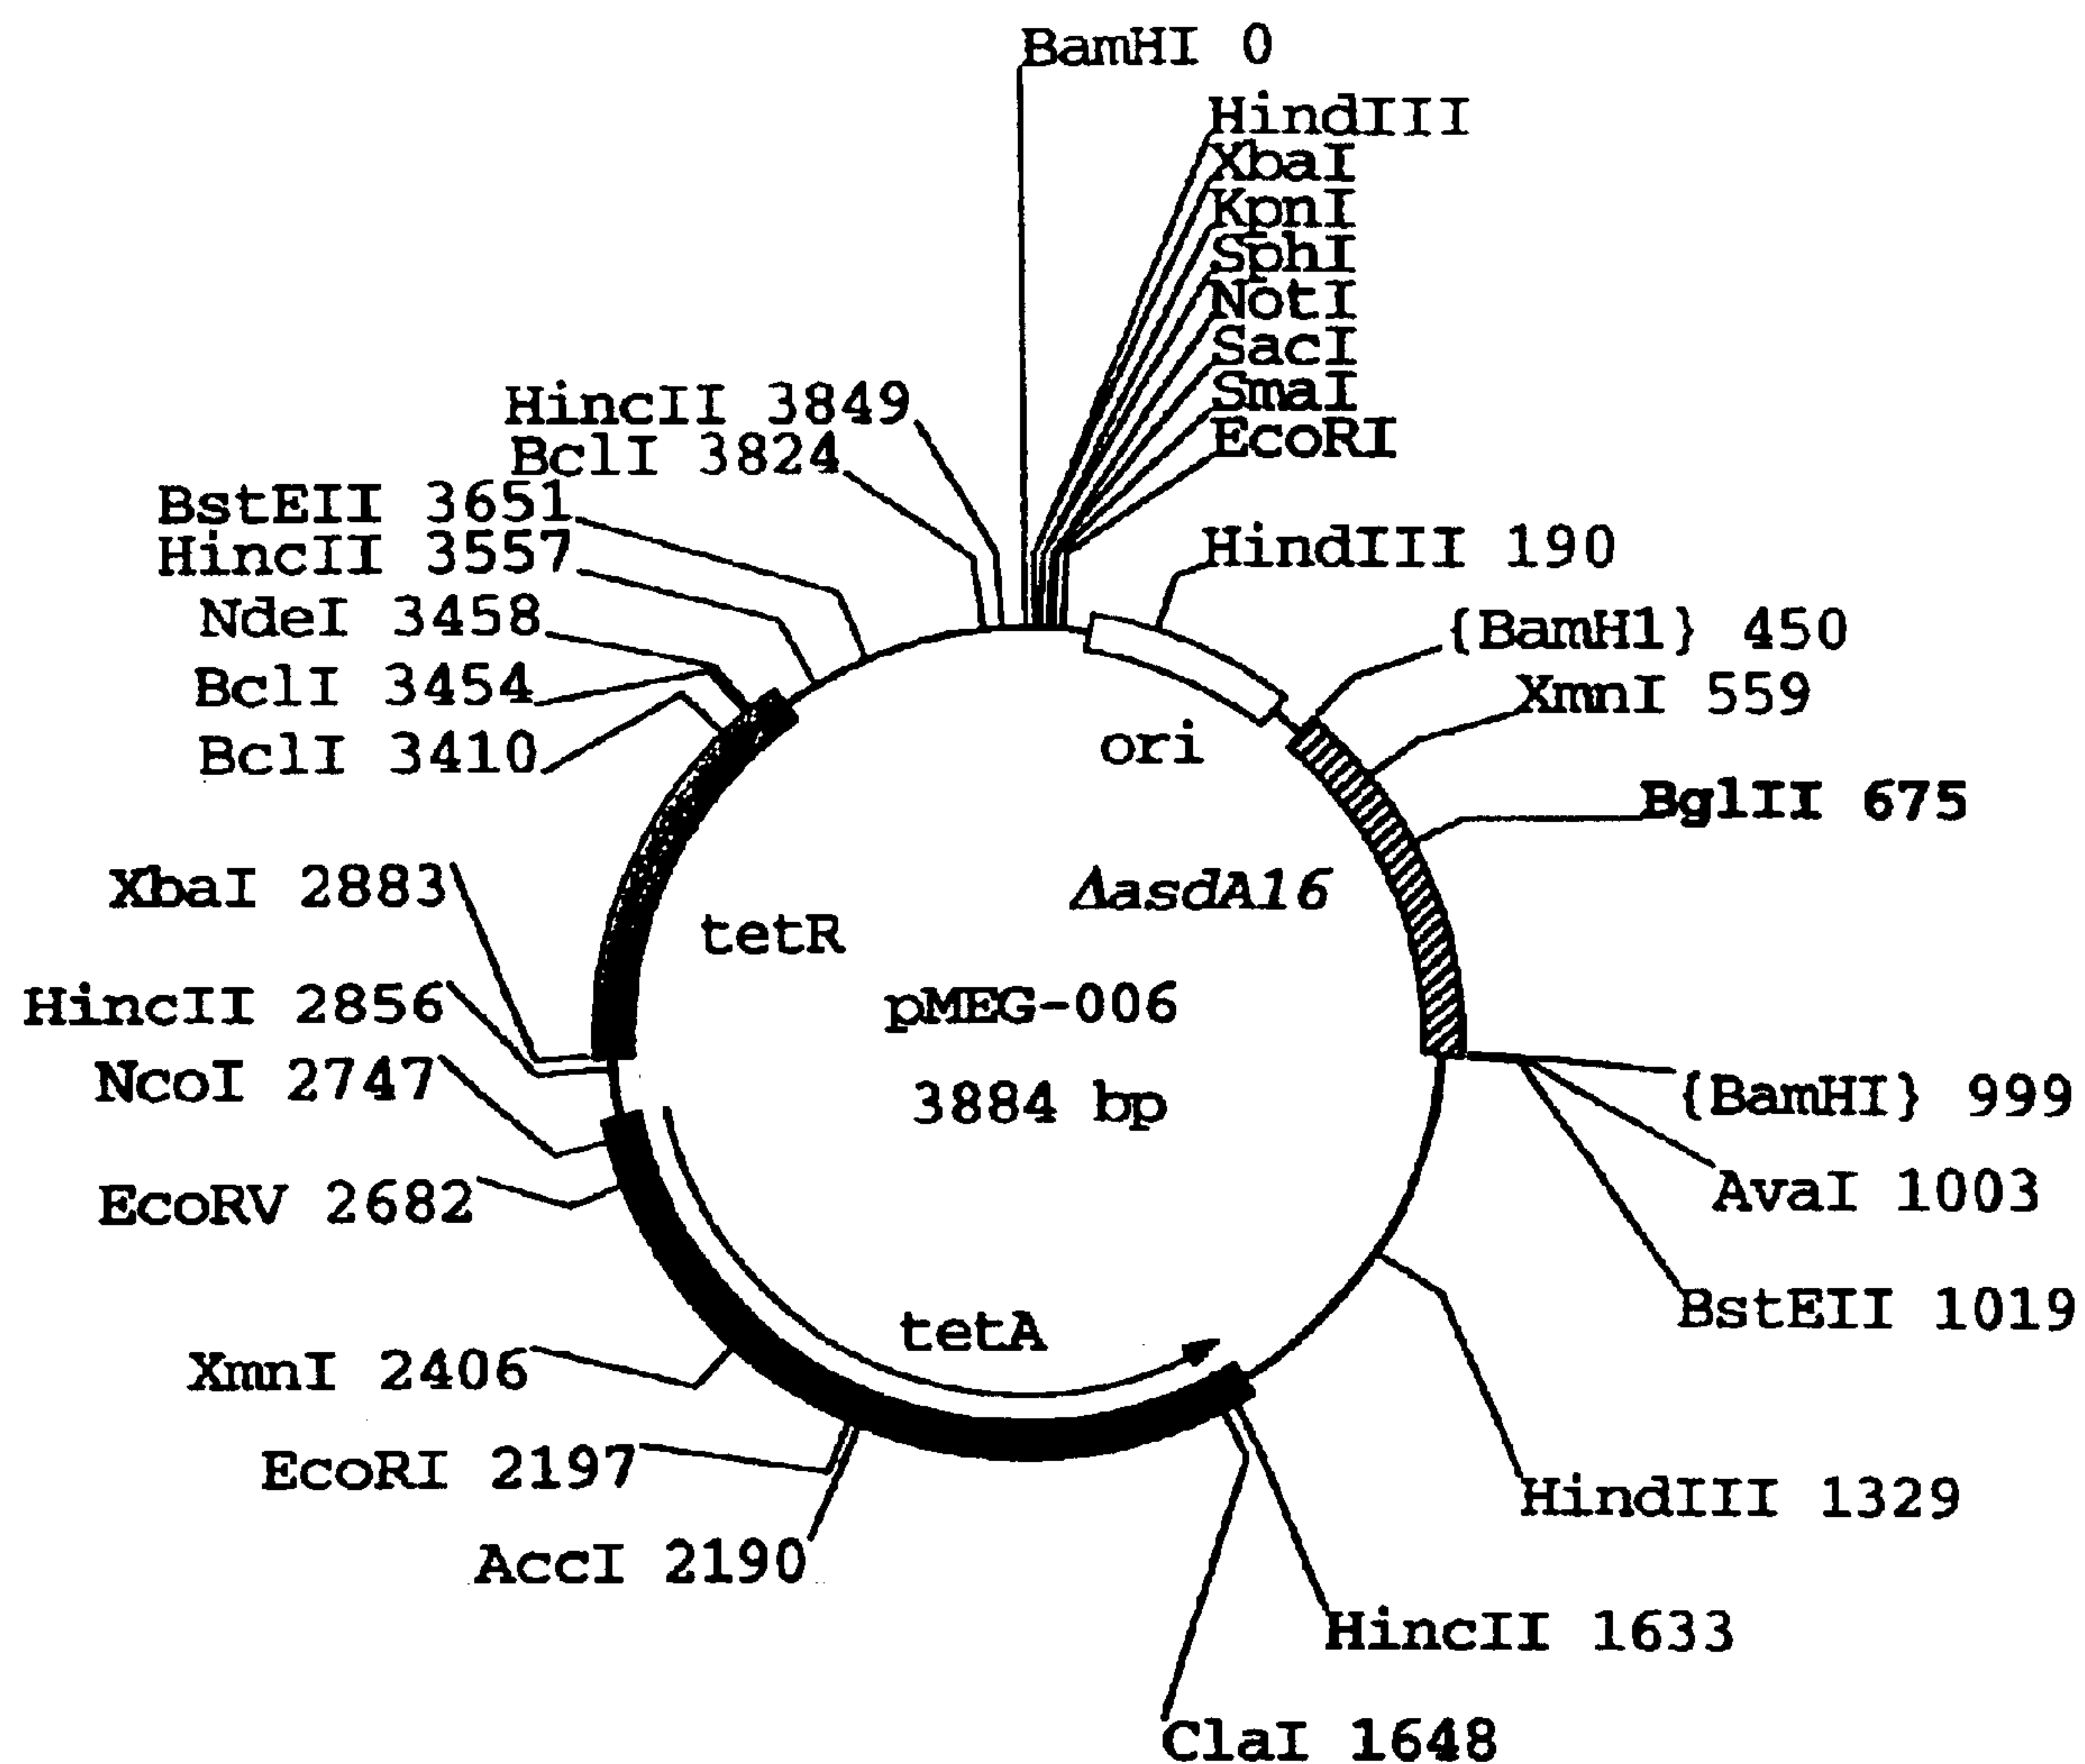 BamHI 0
HindIII
XbaI
KpnI
SphI
NotI
SacI
SmaI
EcoRI
HindIII 190
{BamH1} 450
XmnI 559
BglII 675
{BamHI} 999
AvaI 1003
BstEII 1019
HindIII 1329
HincII 1633
ClaI 1648
AccI 2190
EcoRI 2197
XmnI 2406
EcoRV 2682
NcoI 2747
HincII 2856
XbaI 2883
BclI 3410
BclI 3454
NdeI 3458
HincII 3557
BstEII 3651
BclI 3824
HincII 3849
ori
ΔasdA16
tetR
pMEG-006
3884 bp
tetA